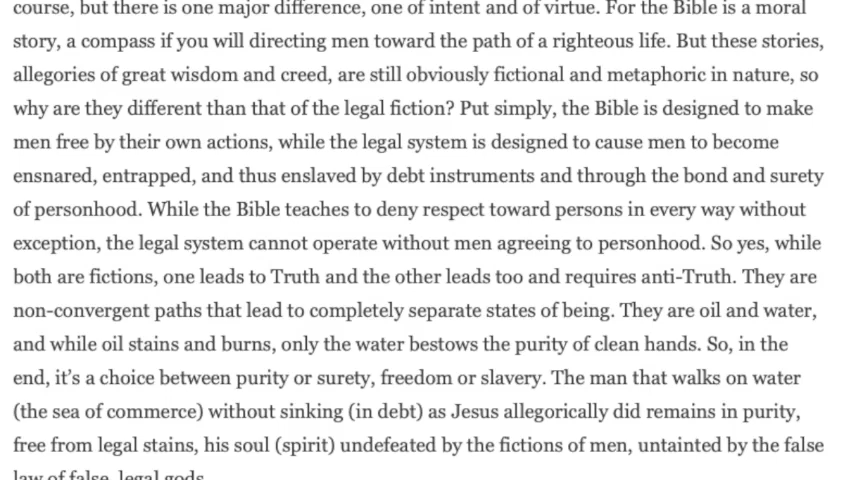 course, but there is one major difference, one of intent and of virtue. For the Bible is a moral
story, a compass if you will directing men toward the path of a righteous life. But these stories,
allegories of great wisdom and creed, are still obviously fictional and metaphoric in nature, so
why are they different than that of the legal fiction? Put simply, the Bible is designed to make
men free by their own actions, while the legal system is designed to cause men to become
ensnared, entrapped, and thus enslaved by debt instruments and through the bond and surety
of personhood. While the Bible teaches to deny respect toward persons in every way without
exception, the legal system cannot operate without men agreeing to personhood. So yes, while
both are fictions, one leads to Truth and the other leads too and requires anti-Truth. They are
non-convergent paths that lead to completely separate states of being. They are oil and water,
and while oil stains and burns, only the water bestows the purity of clean hands. So, in the
end, it’s a choice between purity or surety, freedom or slavery. The man that walks on water
(the sea of commerce) without sinking (in debt) as Jesus allegorically did remains in purity,
free from legal stains, his soul (spirit) undefeated by the fictions of men, untainted by the false
law of false, legal gods